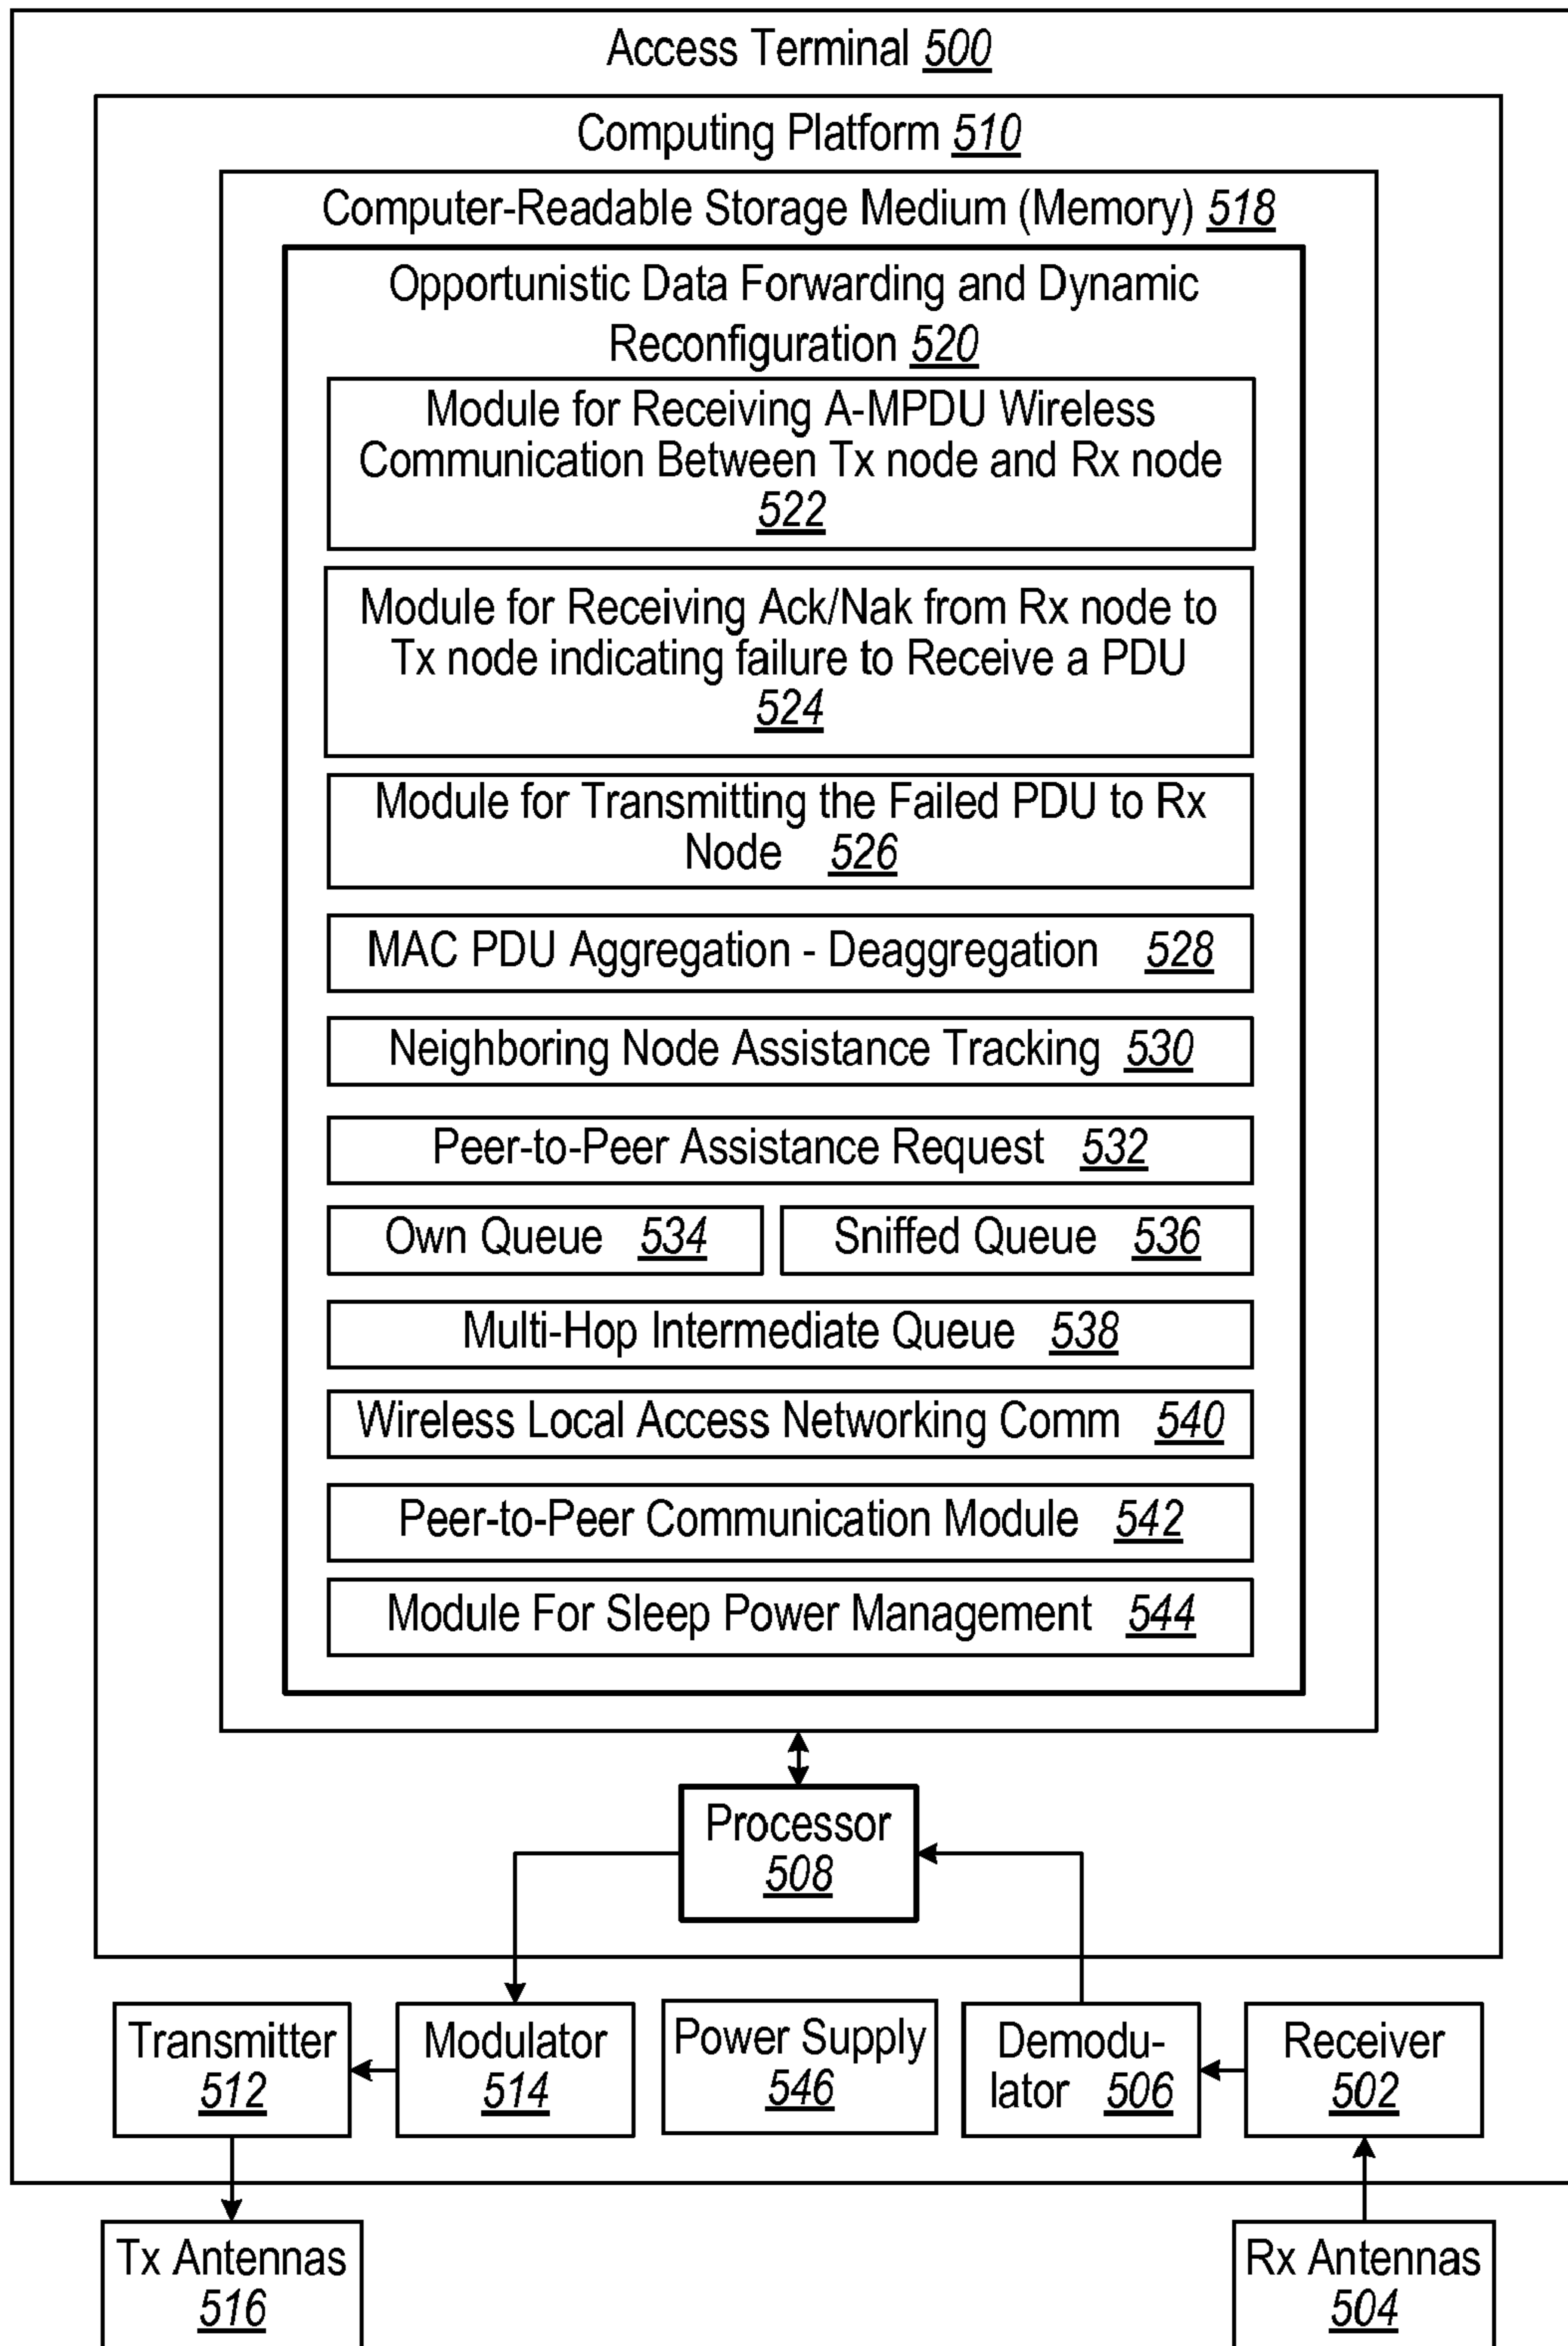 Access Terminal 500
Computing Platform 510
Computer-Readable Storage Medium (Memory) 518
Opportunistic Data Forwarding and Dynamic
Reconfiguration 520
Module for Receiving A-MPDU Wireless
Communication Between Tx node and Rx node
522
Module for Receiving Ack/Nak from Rx node to
Tx node indicating failure to Receive a PDU
524
Module for Transmitting the Failed PDU to Rx
Node 526
MAC PDU Aggregation - Deaggregation 528
Neighboring Node Assistance Tracking 530
Peer-to-Peer Assistance Request 532
Own Queue 534
Sniffed Queue 536
Multi-Hop Intermediate Queue 538
Wireless Local Access Networking Comm 540
Peer-to-Peer Communication Module 542
Module For Sleep Power Management 544
Processor
508
Transmitter
512
Modulator
514
Power Supply
546
Demodu-
lator 506
Receiver
502
Tx Antennas
516
Rx Antennas
504